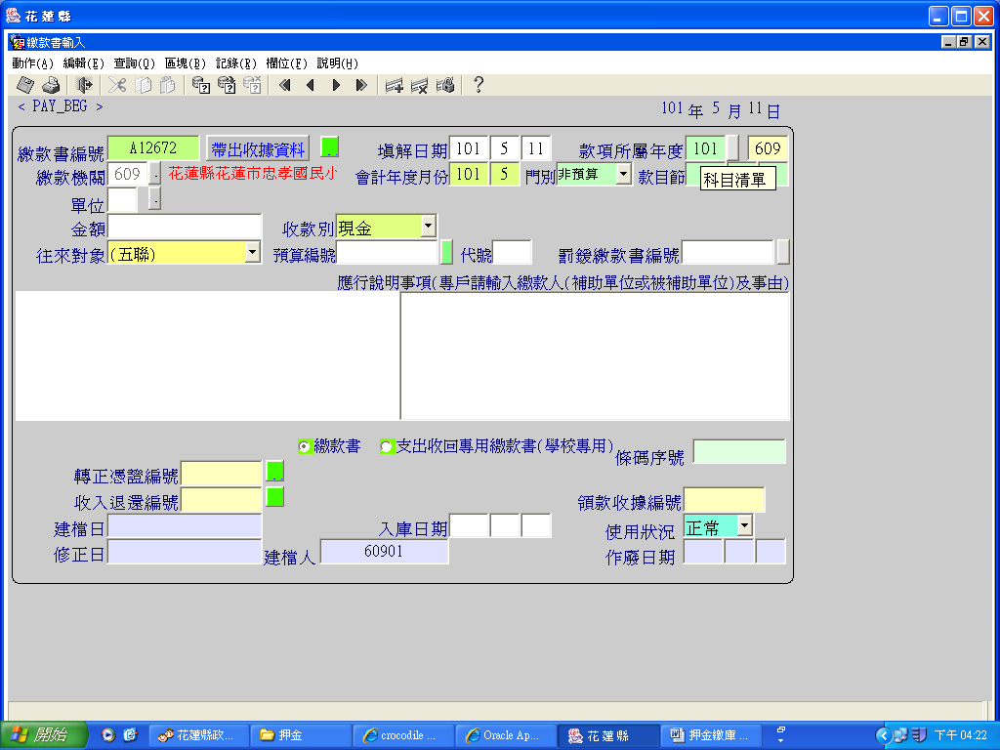 花蓮縣
繳款書輸入
動作(A) 編輯(E) 查詢(Q) 區塊(B) 記錄(R) 欄位(F) 說明(H)
< PAY_BEG > 101 年 5 月 11 日
繳款書編號 A12672 帶出收據資料 填解日期 101 5 11 款項所屬年度 101 609
繳款機關 609 . 花蓮縣花蓮市忠孝國民小 會計年度月份 101 5 門別 非預算 款目節 科目清單
單位 .
金額 收款別 現金
往來對象 (五聯) 預算編號 代號 罰鍰繳款書編號
應行說明事項(專戶請輸入繳款人(補助單位或被補助單位)及事由)
繳款書 支出收回專用繳款書(學校專用) 條碼序號
轉正憑證編號
收入退還編號 領款收據編號
建檔日 入庫日期 使用狀況 正常
修正日 建檔人 60901 作廢日期
開始 花蓮縣政... 押金 crocodile ... Oracle Ap... 花蓮縣 押金繳庫 ... 下午 04:22